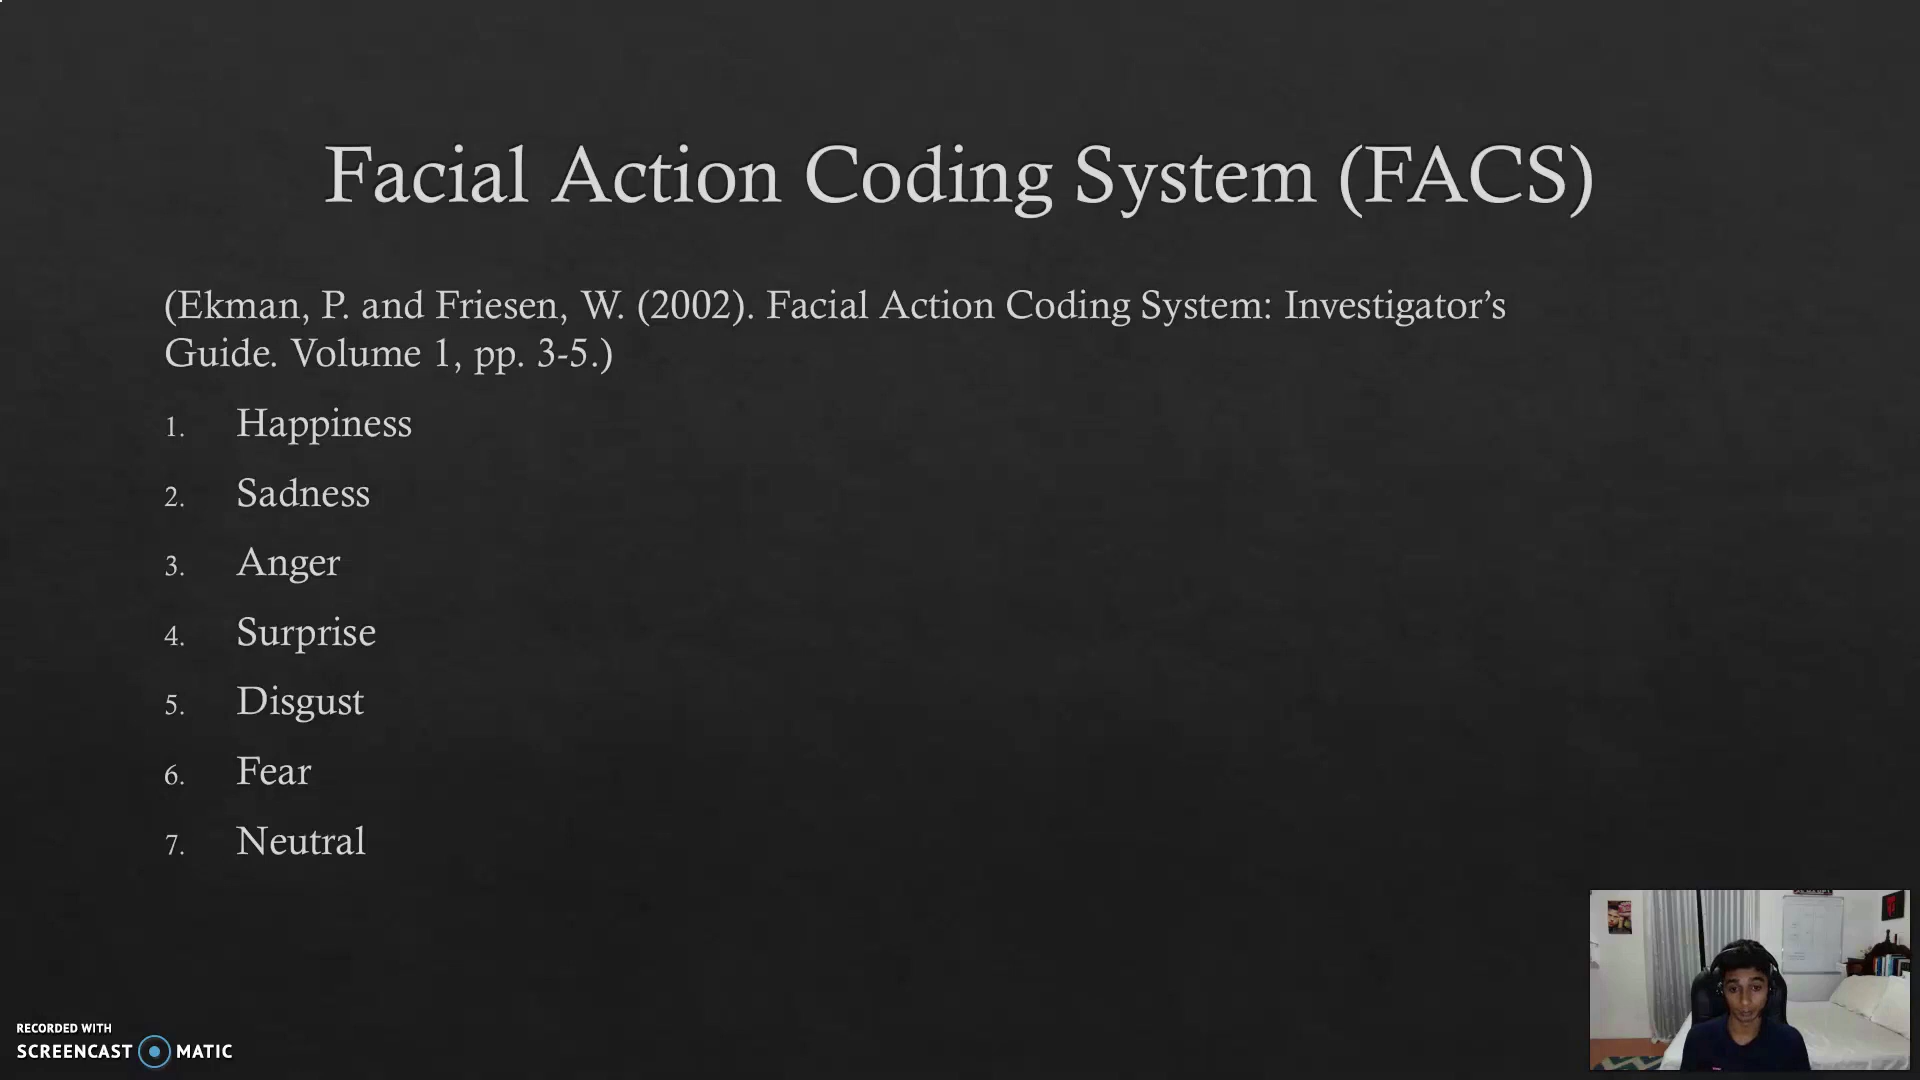 Facial Action Coding System (FACS)
(Ekman, P. and Friesen, W. (2002). Facial Action Coding System: Investigator’s
Guide. Volume 1, pp. 3-5.)
1. Happiness
2. Sadness
3. Anger
4. Surprise
5. Disgust
6. Fear
7. Neutral
RECORDED WITH
SCREENCAST MATIC